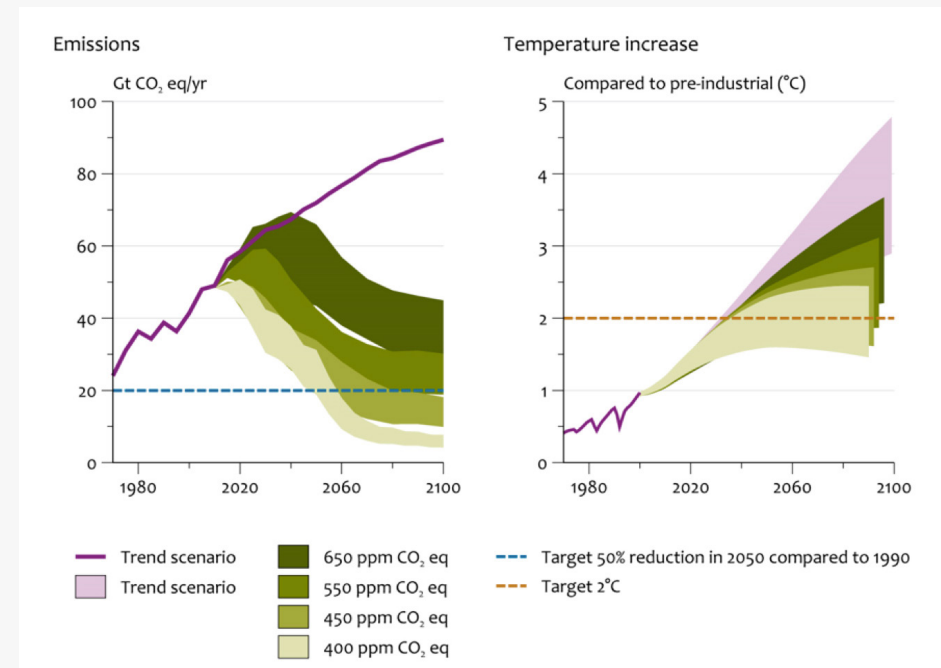 Emissions
Gt CO₂ eq/yr
100
80
60
40
20
0
1980
2020
2060
2100
Temperature increase
Compared to pre-industrial (°C)
5
4
3
2
1
0
1980
2020
2060
2100
Trend scenario
Trend scenario
650 ppm CO₂ eq
550 ppm CO₂ eq
450 ppm CO₂ eq
400 ppm CO₂ eq
Target 50% reduction in 2050 compared to 1990
Target 2°C